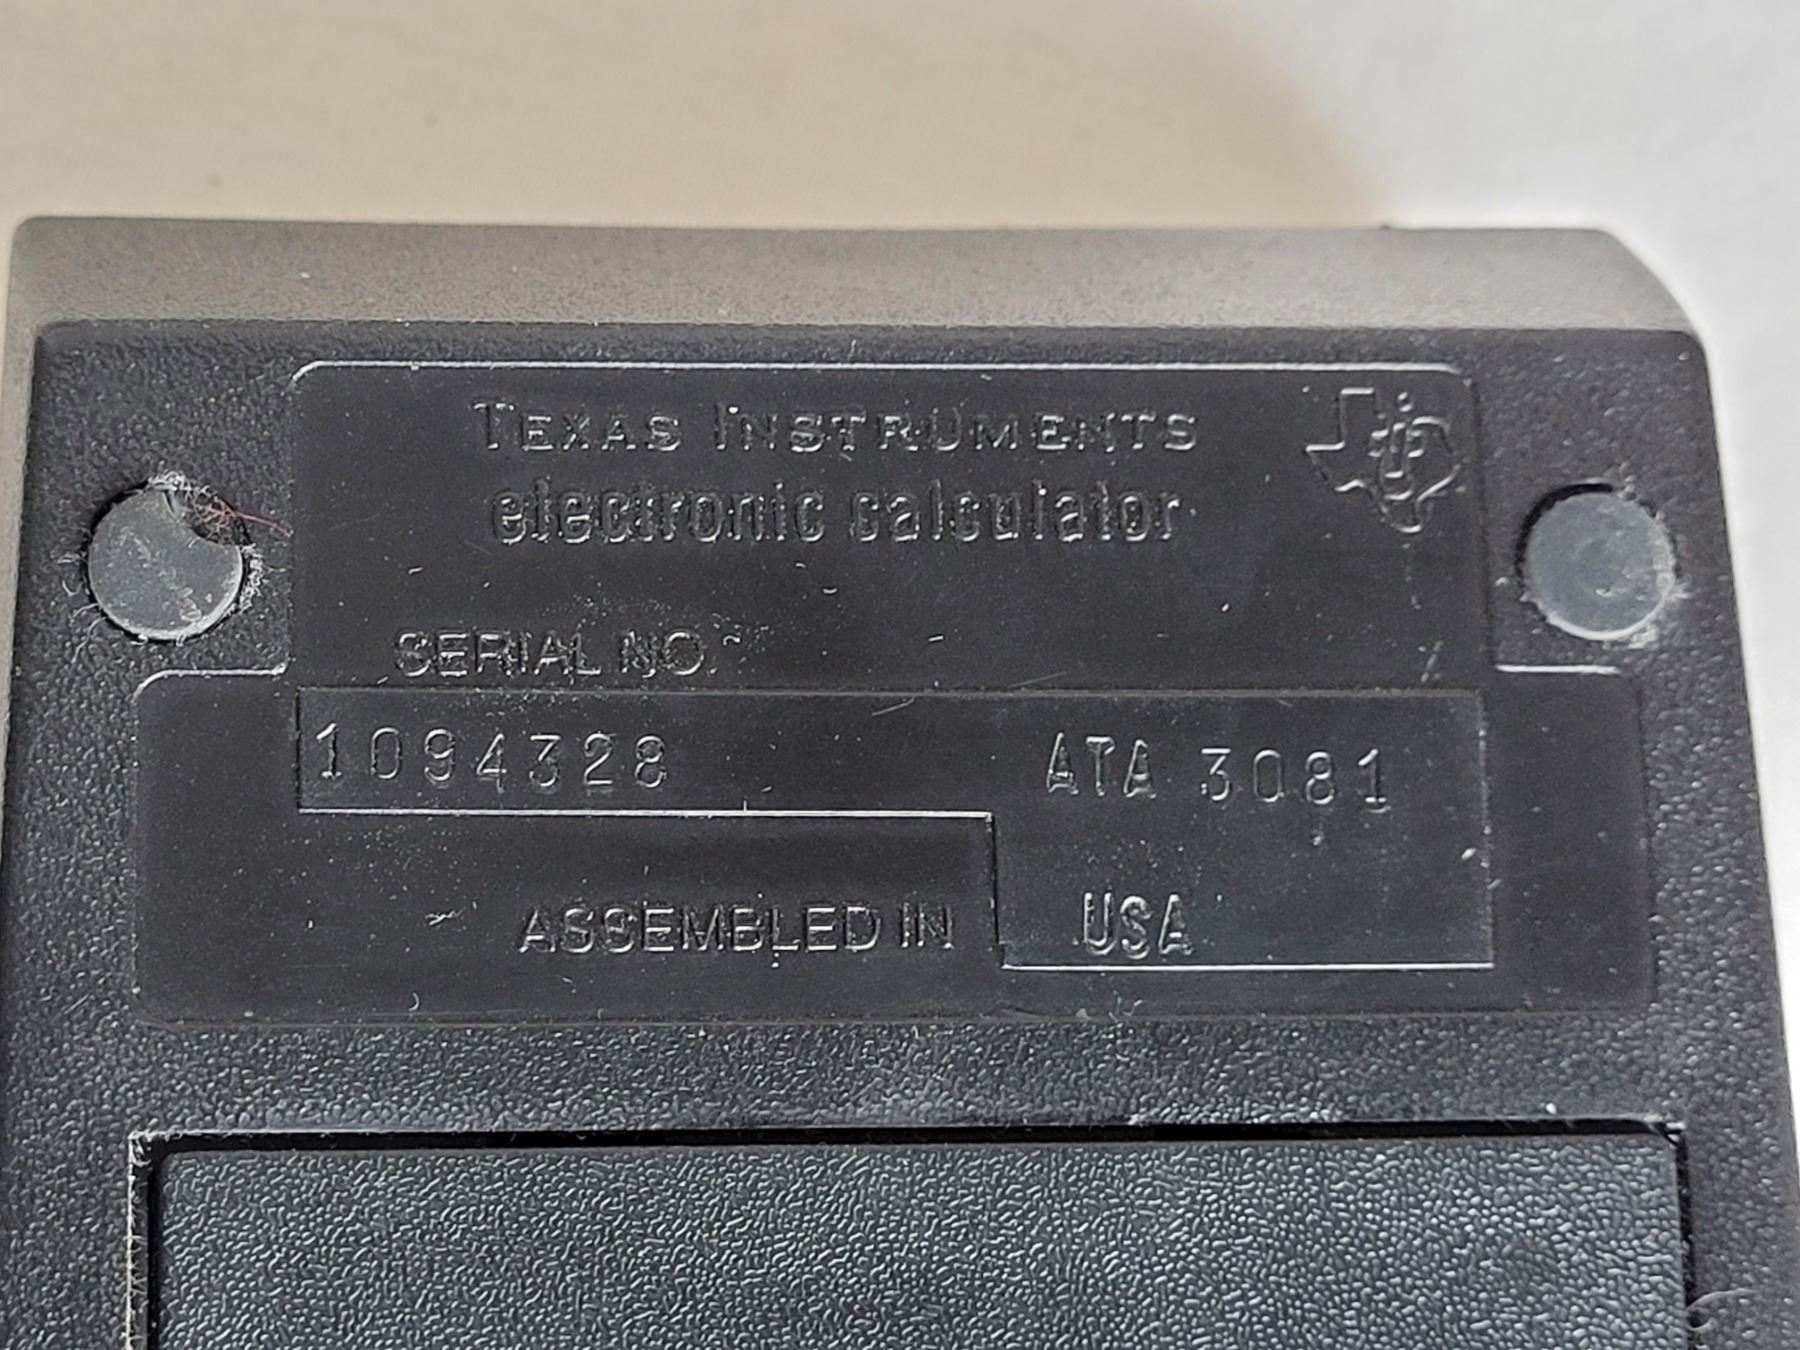 TEXAS INSTRUMENTS
electronic calculator
SERIAL NO.
1094328 ATA 3081
ASSEMBLED IN USA